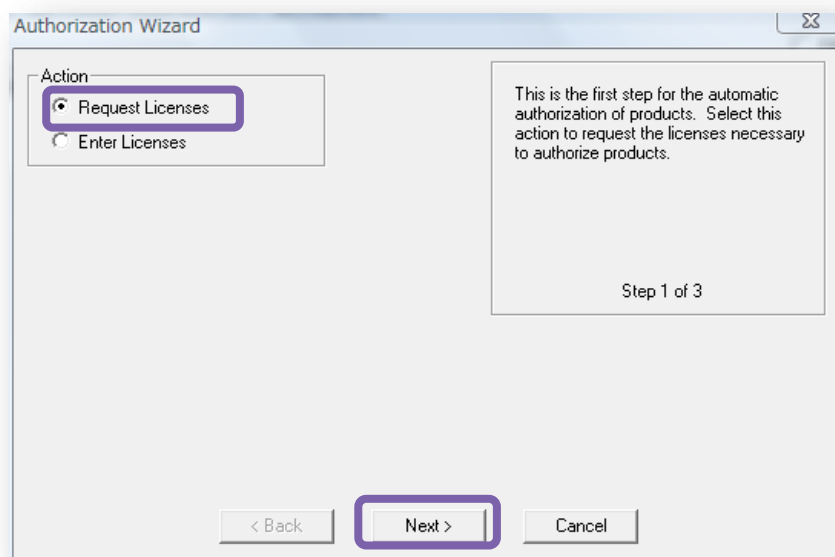 Authorization Wizard
Action
Request Licenses
Enter Licenses
This is the first step for the automatic
authorization of products. Select this
action to request the licenses necessary
to authorize products.
Step 1 of 3
< Back
Next >
Cancel